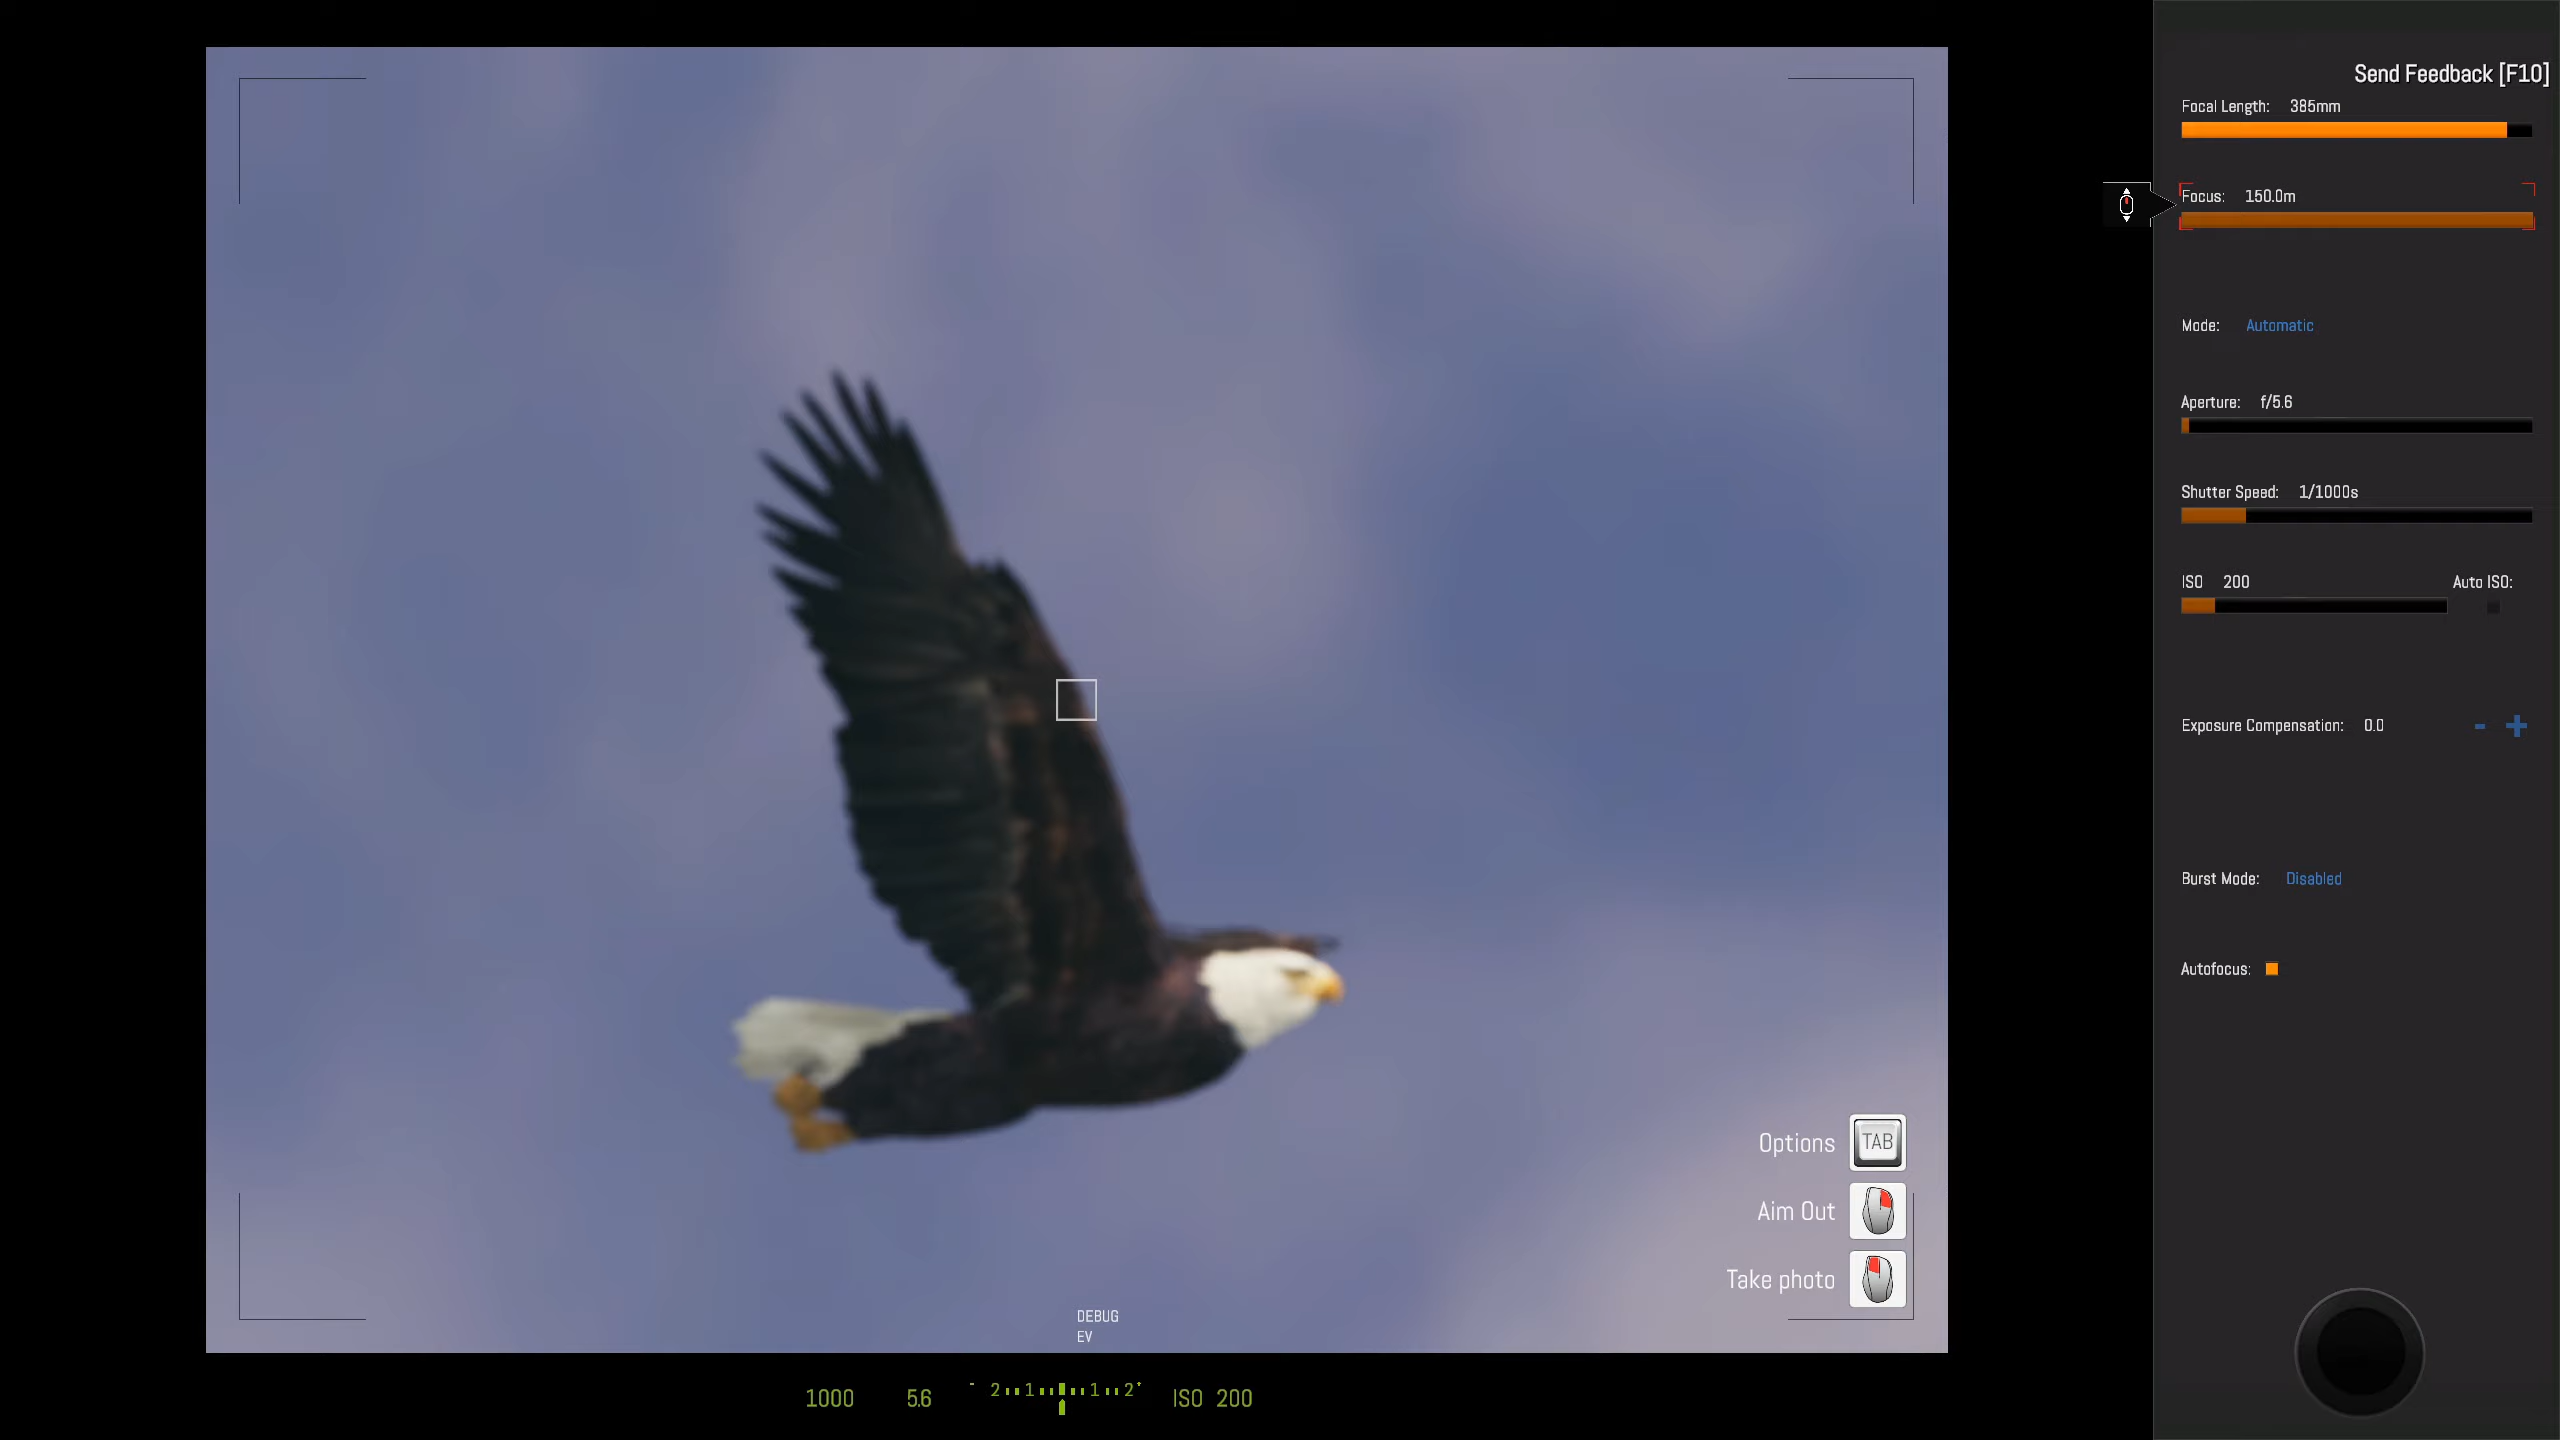 Send Feedback [F10]
Focal Length: 385mm
Focus: 150.0m
Mode: Automatic
Aperture: f/5.6
Shutter Speed: 1/1000s
ISO 200 Auto ISO:
Exposure Compensation: 0.0 - +
Burst Mode: Disabled
Autofocus:
Options TAB
Aim Out
Take photo
DEBUG
EV
1000 5.6 - 2 1 1 2+ ISO 200